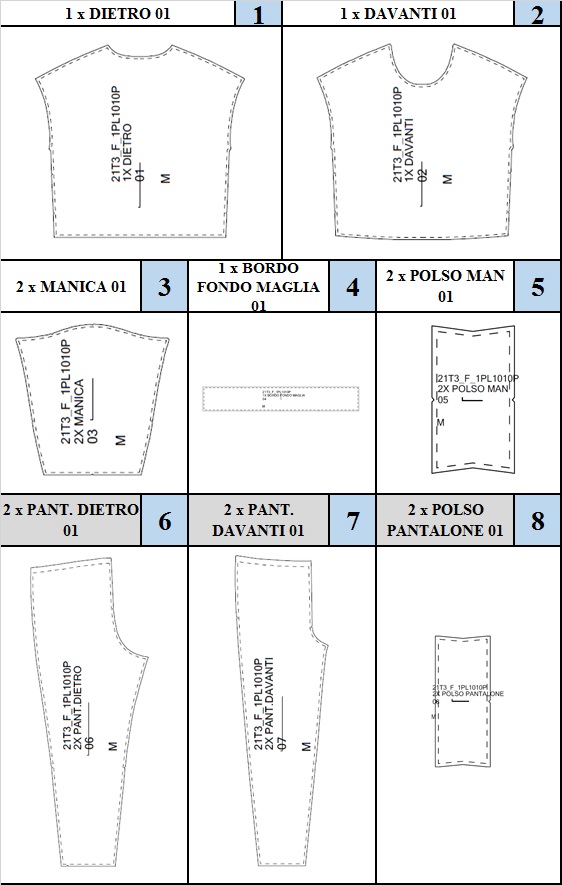 1 x DIETRO 01
1
1 x DAVANTI 01
2
21T3_F_1PL1010P
1X DIETRO
01
M
21T3_F_1PL1010P
1X DAVANTI
02
M
2 x MANICA 01
3
1 x BORDO
FONDO MAGLIA
01
4
2 x POLSO MAN
01
5
21T3_F_1PL1010P
2X MANICA
03
M
21T3_F_1PL1010P
1X BORDO FONDO MAGLIA
04
M
21T3_F_1PL1010P
2X POLSO MAN
05
M
2 x PANT. DIETRO
01
6
2 x PANT.
DAVANTI 01
7
2 x POLSO
PANTALONE 01
8
21T3_F_1PL1010P
2X PANT.DIETRO
06
M
21T3_F_1PL1010P
2X PANT.DAVANTI
07
M
21T3_F_1PL1010P
2X POLSO PANTALONE
08
M